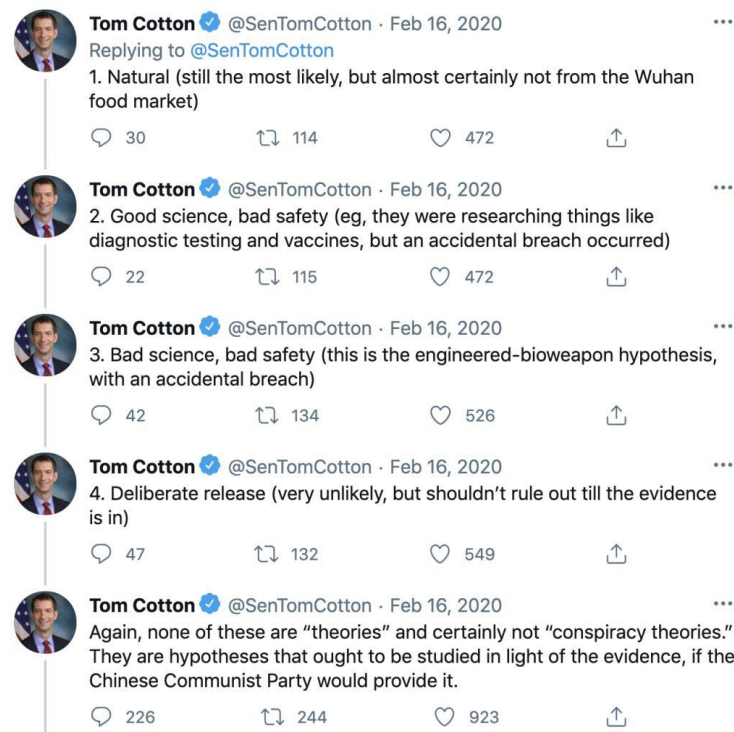 Tom Cotton @SenTomCotton · Feb 16, 2020
Replying to @SenTomCotton
1. Natural (still the most likely, but almost certainly not from the Wuhan
food market)
30 114 472
Tom Cotton @SenTomCotton · Feb 16, 2020
2. Good science, bad safety (eg, they were researching things like
diagnostic testing and vaccines, but an accidental breach occurred)
22 115 472
Tom Cotton @SenTomCotton · Feb 16, 2020
3. Bad science, bad safety (this is the engineered-bioweapon hypothesis,
with an accidental breach)
42 134 526
Tom Cotton @SenTomCotton · Feb 16, 2020
4. Deliberate release (very unlikely, but shouldn’t rule out till the evidence
is in)
47 132 549
Tom Cotton @SenTomCotton · Feb 16, 2020
Again, none of these are “theories” and certainly not “conspiracy theories.”
They are hypotheses that ought to be studied in light of the evidence, if the
Chinese Communist Party would provide it.
226 244 923